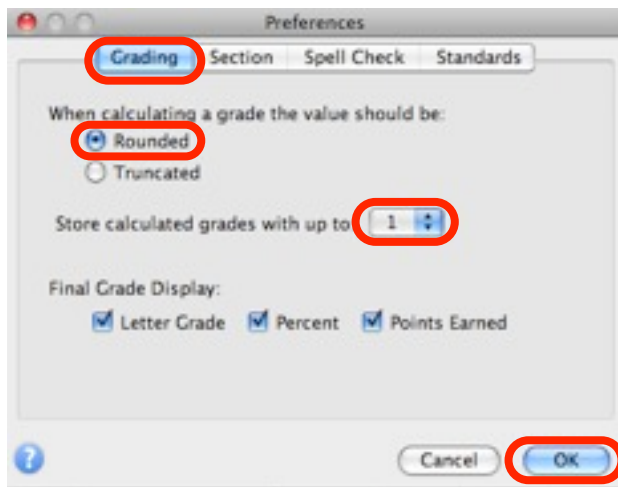 Preferences
Grading Section Spell Check Standards
When calculating a grade the value should be:
Rounded
Truncated
Store calculated grades with up to 1
Final Grade Display:
Letter Grade Percent Points Earned
? Cancel OK